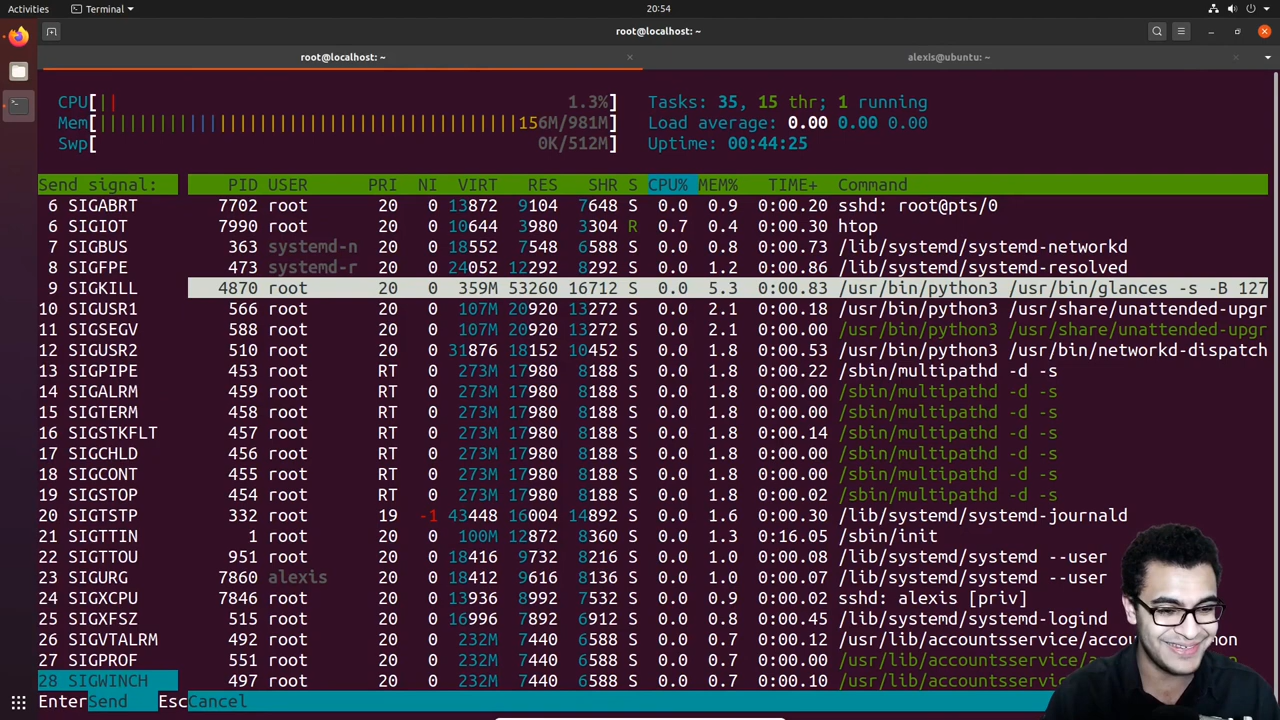 Activities Terminal 20:54
root@localhost: ~
root@localhost: ~ alexis@ubuntu: ~
CPU[|| 1.3%] Tasks: 35, 15 thr; 1 running
Mem[||||||||||||||||||||||||||||||||||||||||||156M/981M] Load average: 0.00 0.00 0.00
Swp[ 0K/512M] Uptime: 00:44:25
Send signal: PID USER PRI NI VIRT RES SHR S CPU% MEM% TIME+ Command
6 SIGABRT 7702 root 20 0 13872 9104 7648 S 0.0 0.9 0:00.20 sshd: root@pts/0
6 SIGIOT 7990 root 20 0 10644 3980 3304 R 0.7 0.4 0:00.30 htop
7 SIGBUS 363 systemd-n 20 0 18552 7548 6588 S 0.0 0.8 0:00.73 /lib/systemd/systemd-networkd
8 SIGFPE 473 systemd-r 20 0 24052 12292 8292 S 0.0 1.2 0:00.86 /lib/systemd/systemd-resolved
9 SIGKILL 4870 root 20 0 359M 53260 16712 S 0.0 5.3 0:00.83 /usr/bin/python3 /usr/bin/glances -s -B 127
10 SIGUSR1 566 root 20 0 107M 20920 13272 S 0.0 2.1 0:00.18 /usr/bin/python3 /usr/share/unattended-upgr
11 SIGSEGV 588 root 20 0 107M 20920 13272 S 0.0 2.1 0:00.00 /usr/bin/python3 /usr/share/unattended-upgr
12 SIGUSR2 510 root 20 0 31876 18152 10452 S 0.0 1.8 0:00.53 /usr/bin/python3 /usr/bin/networkd-dispatch
13 SIGPIPE 453 root RT 0 273M 17980 8188 S 0.0 1.8 0:00.22 /sbin/multipathd -d -s
14 SIGALRM 459 root RT 0 273M 17980 8188 S 0.0 1.8 0:00.00 /sbin/multipathd -d -s
15 SIGTERM 458 root RT 0 273M 17980 8188 S 0.0 1.8 0:00.00 /sbin/multipathd -d -s
16 SIGSTKFLT 457 root RT 0 273M 17980 8188 S 0.0 1.8 0:00.14 /sbin/multipathd -d -s
17 SIGCHLD 456 root RT 0 273M 17980 8188 S 0.0 1.8 0:00.00 /sbin/multipathd -d -s
18 SIGCONT 455 root RT 0 273M 17980 8188 S 0.0 1.8 0:00.00 /sbin/multipathd -d -s
19 SIGSTOP 454 root RT 0 273M 17980 8188 S 0.0 1.8 0:00.02 /sbin/multipathd -d -s
20 SIGTSTP 332 root 19 -1 43448 16004 14892 S 0.0 1.6 0:00.30 /lib/systemd/systemd-journald
21 SIGTTIN 1 root 20 0 100M 12872 8360 S 0.0 1.3 0:16.05 /sbin/init
22 SIGTTOU 951 root 20 0 18416 9732 8216 S 0.0 1.0 0:00.08 /lib/systemd/systemd --user
23 SIGURG 7860 alexis 20 0 18412 9616 8136 S 0.0 1.0 0:00.07 /lib/systemd/systemd --user
24 SIGXCPU 7846 root 20 0 13936 8992 7532 S 0.0 0.9 0:00.02 sshd: alexis [priv]
25 SIGXFSZ 515 root 20 0 16996 7892 6912 S 0.0 0.8 0:00.45 /lib/systemd/systemd-logind
26 SIGVTALRM 492 root 20 0 232M 7440 6588 S 0.0 0.7 0:00.12 /usr/lib/accountsservice/
27 SIGPROF 551 root 20 0 232M 7440 6588 S 0.0 0.7 0:00.00 /usr/lib/accountsservice/
28 SIGWINCH 497 root 20 0 232M 7440 6588 S 0.0 0.7 0:00.10 /usr/lib/accountsservice
EnterSend EscCancel